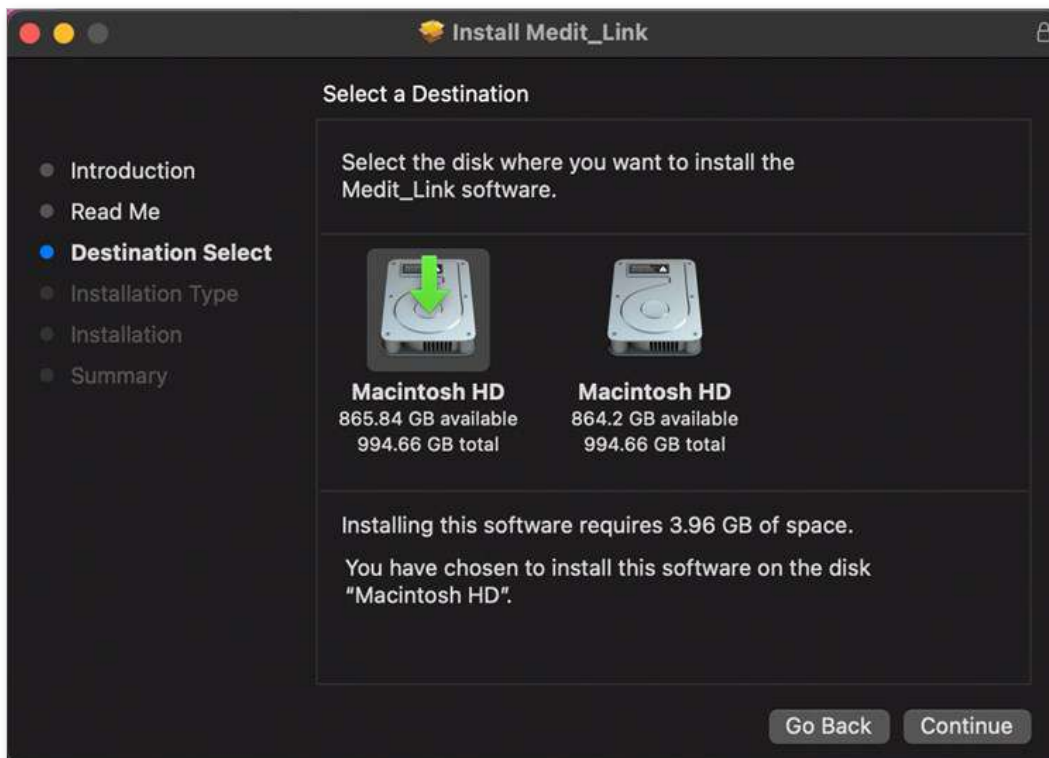 Install Medit_Link
Select a Destination
Introduction
Read Me
Destination Select
Installation Type
Installation
Summary
Select the disk where you want to install the
Medit_Link software.
Macintosh HD
865.84 GB available
994.66 GB total
Macintosh HD
864.2 GB available
994.66 GB total
Installing this software requires 3.96 GB of space.
You have chosen to install this software on the disk
“Macintosh HD”.
Go Back
Continue